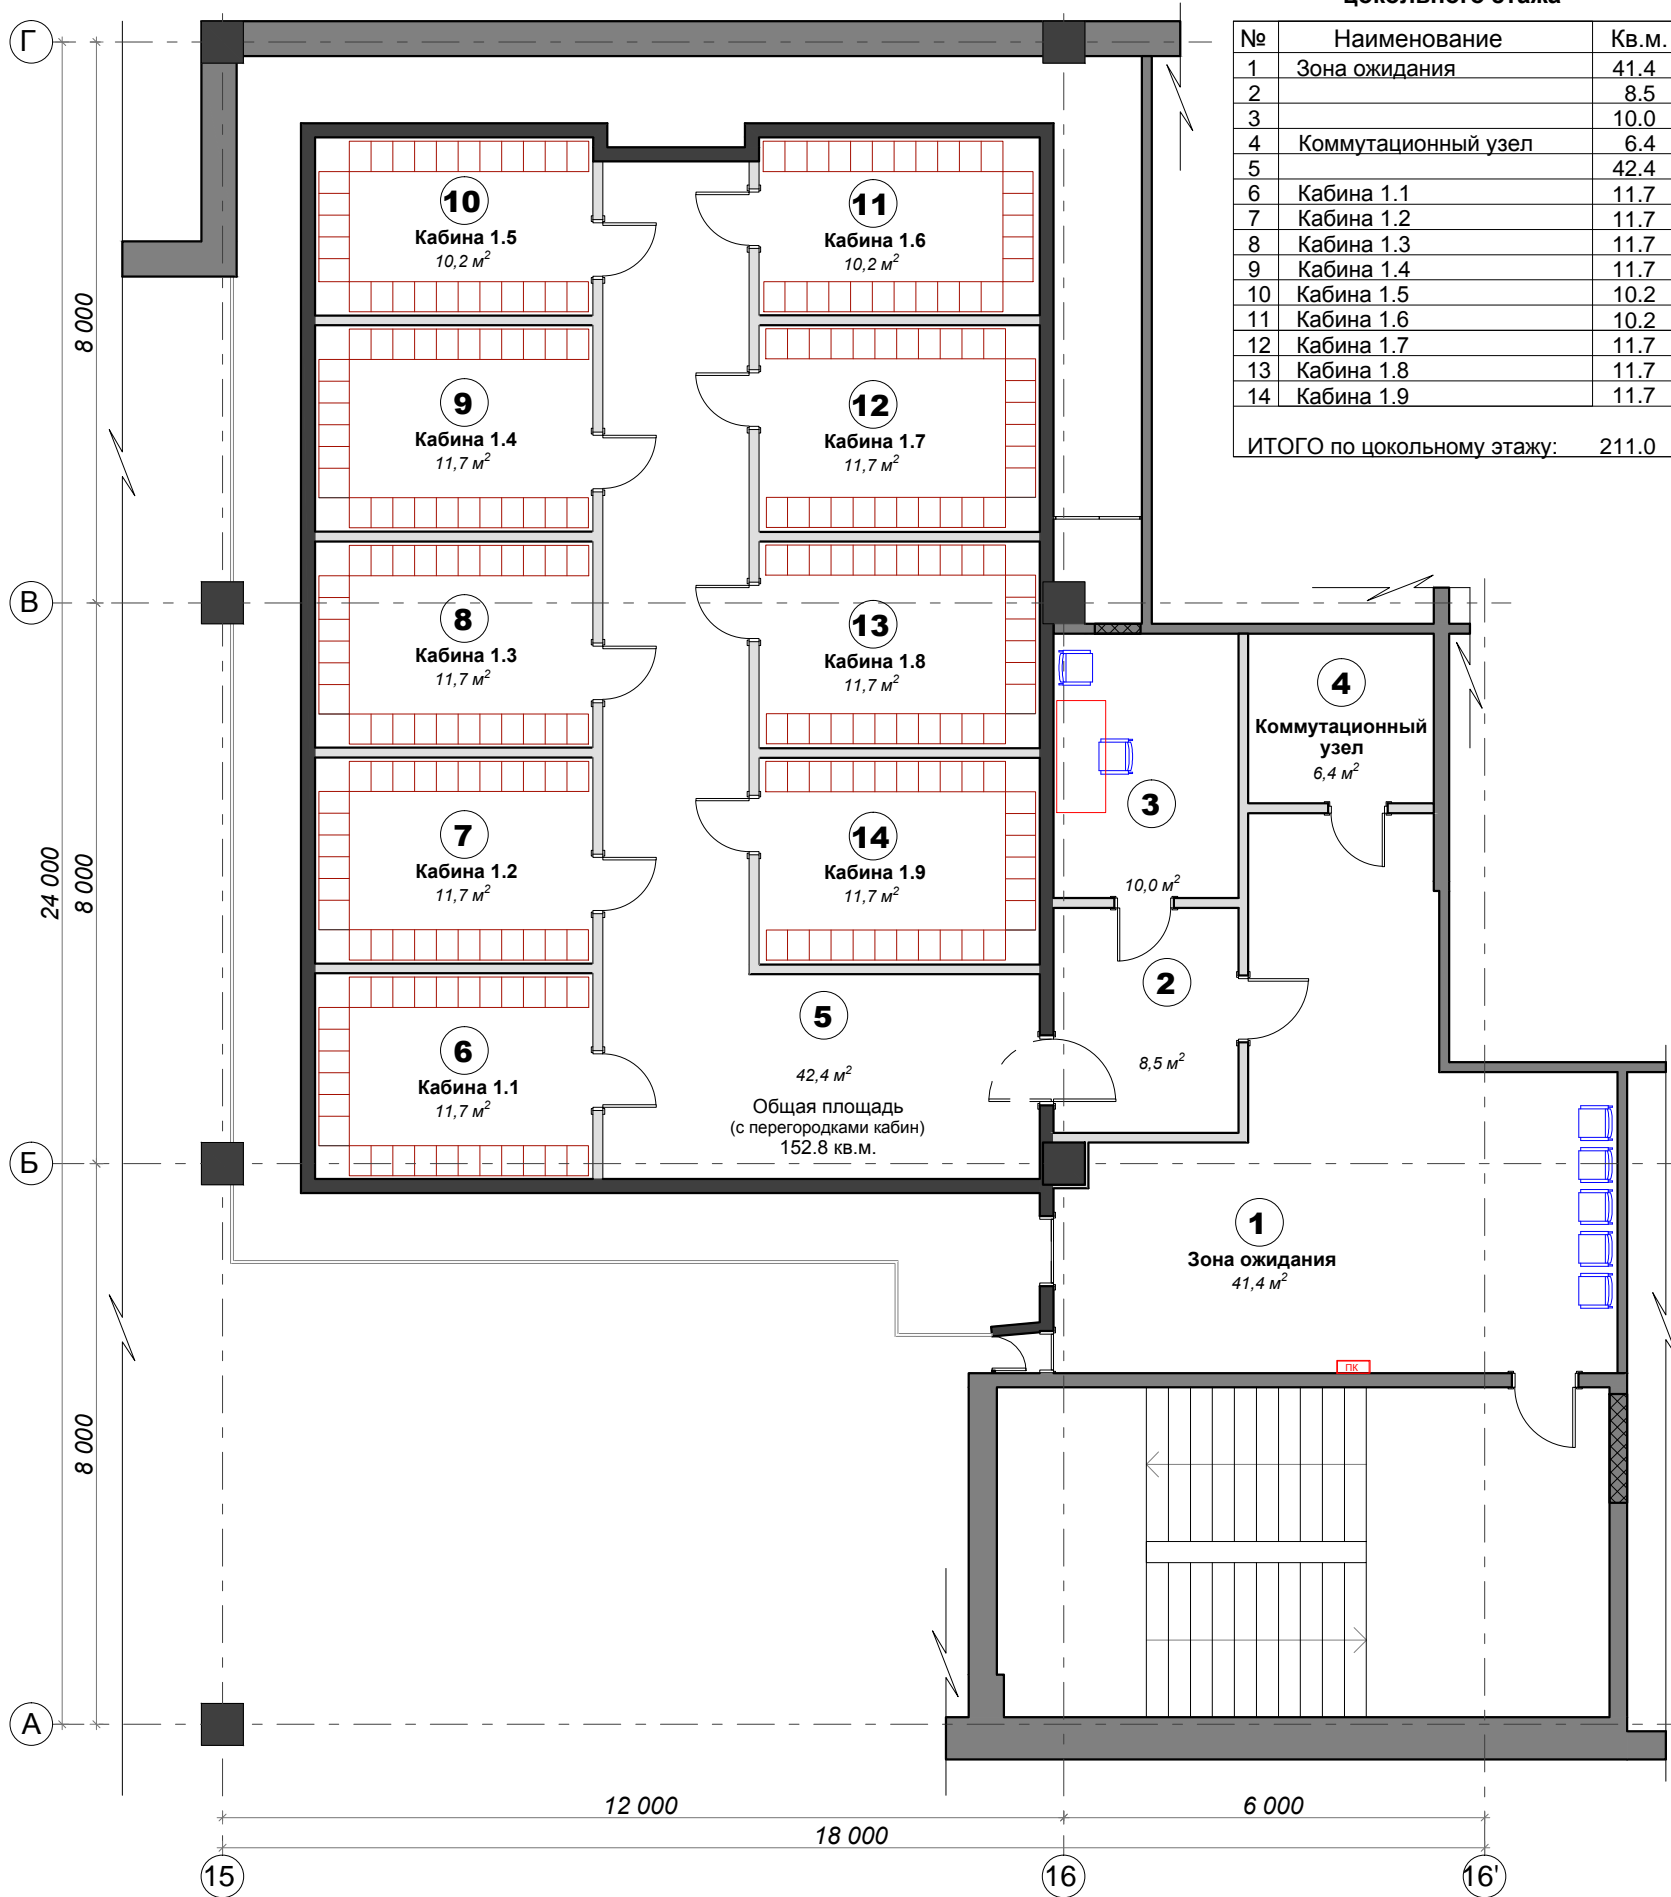 цокольного этажа
№ Наименование Кв.м.
1 Зона ожидания 41.4
2 8.5
3 10.0
4 Коммутационный узел 6.4
5 42.4
6 Кабина 1.1 11.7
7 Кабина 1.2 11.7
8 Кабина 1.3 11.7
9 Кабина 1.4 11.7
10 Кабина 1.5 10.2
11 Кабина 1.6 10.2
12 Кабина 1.7 11.7
13 Кабина 1.8 11.7
14 Кабина 1.9 11.7
ИТОГО по цокольному этажу: 211.0
Г
В
Б
А
8 000
8 000
8 000
24 000
10
Кабина 1.5
10,2 м²
11
Кабина 1.6
10,2 м²
9
Кабина 1.4
11,7 м²
12
Кабина 1.7
11,7 м²
8
Кабина 1.3
11,7 м²
13
Кабина 1.8
11,7 м²
7
Кабина 1.2
11,7 м²
14
Кабина 1.9
11,7 м²
6
Кабина 1.1
11,7 м²
5
42,4 м²
Общая площадь
(с перегородками кабин)
152.8 кв.м.
4
Коммутационный
узел
6,4 м²
3
10,0 м²
2
8,5 м²
1
Зона ожидания
41,4 м²
ПК
12 000
6 000
18 000
15
16
16'